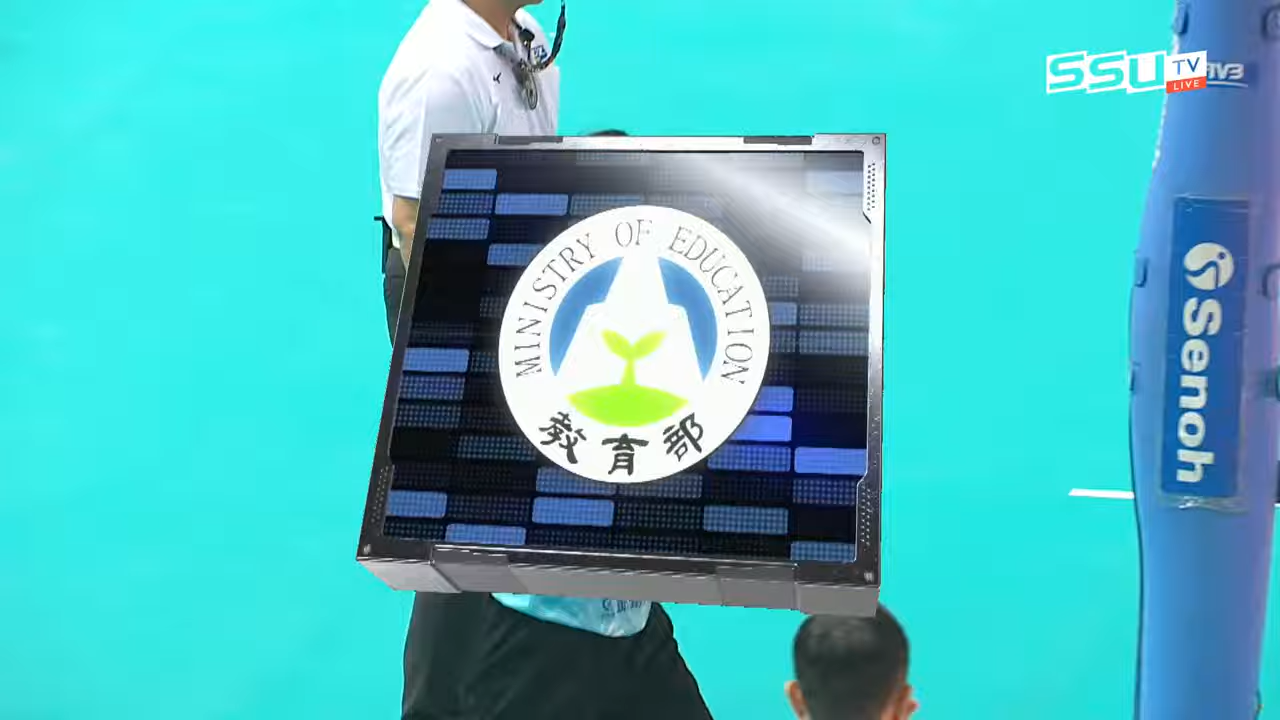 SSU TV
LIVE
MINISTRY OF EDUCATION
教育部
Senoh